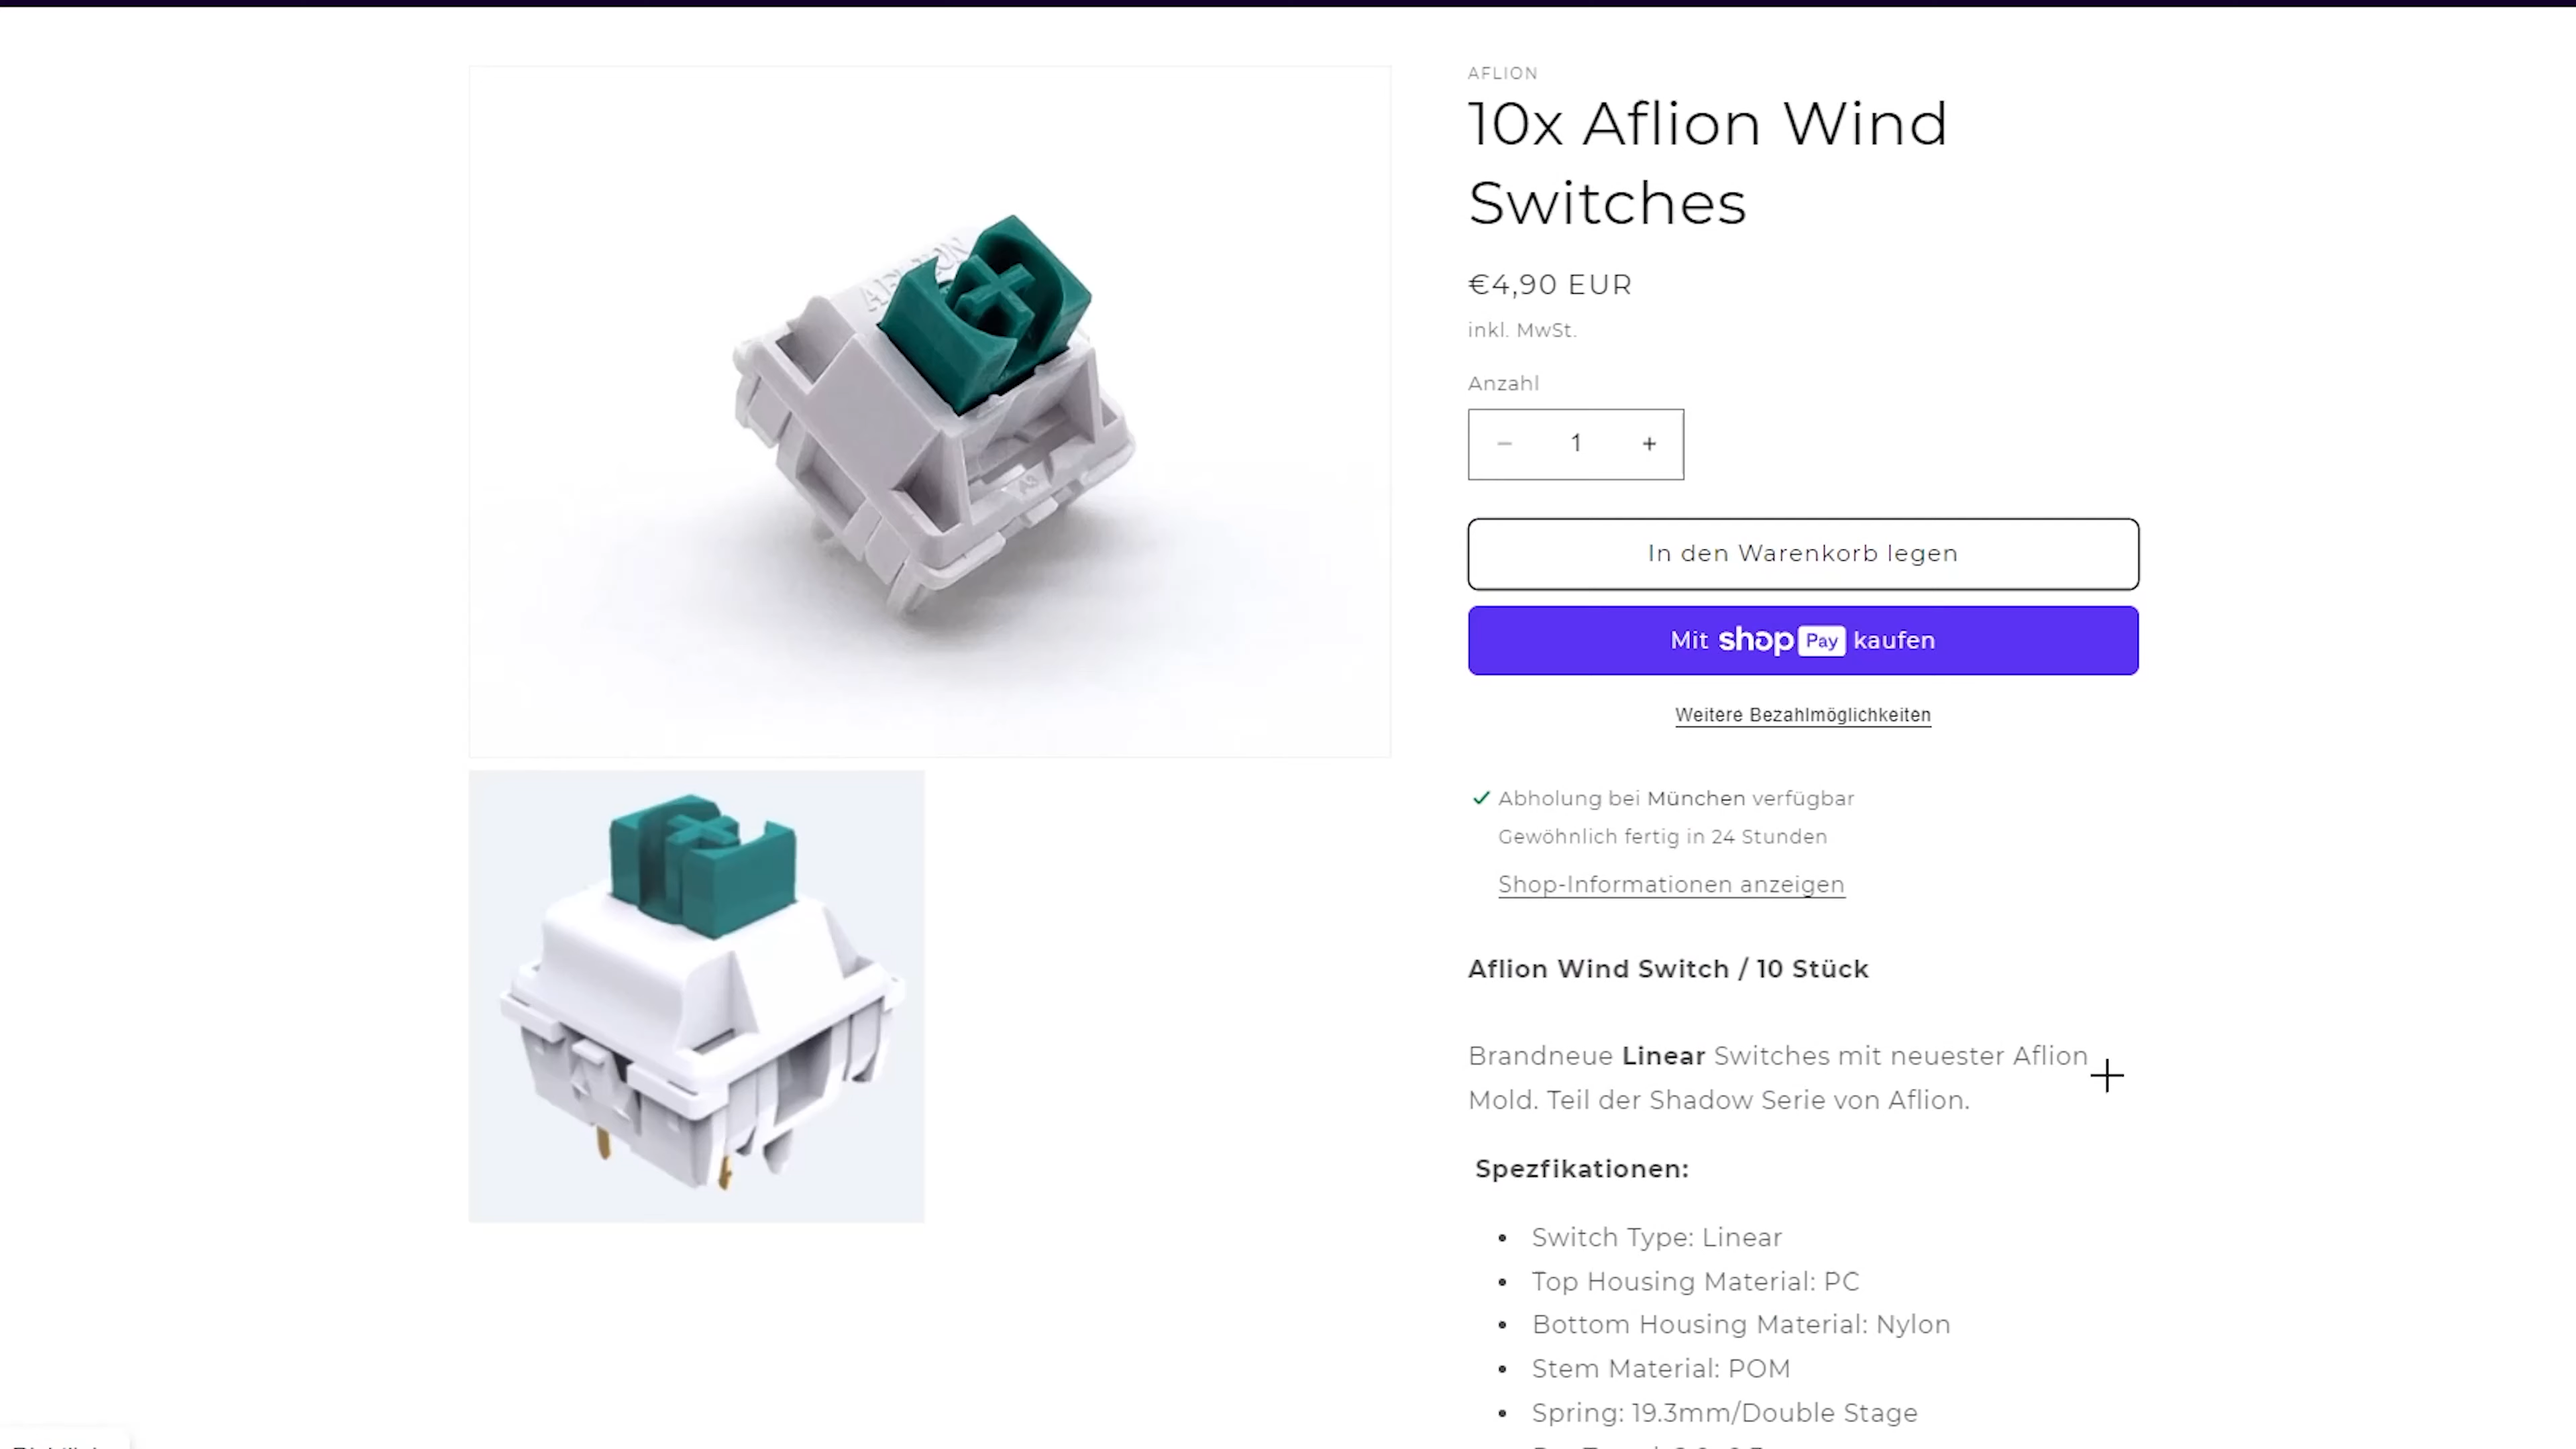 AFLION
10x Aflion Wind
Switches
€4,90 EUR
inkl. MwSt.
Anzahl
1
In den Warenkorb legen
Mit shop Pay kaufen
Weitere Bezahlmöglichkeiten
Abholung bei München verfügbar
Gewöhnlich fertig in 24 Stunden
Shop-Informationen anzeigen
Aflion Wind Switch / 10 Stück
Brandneue Linear Switches mit neuester Aflion
Mold. Teil der Shadow Serie von Aflion.
Spezfikationen:
Switch Type: Linear
Top Housing Material: PC
Bottom Housing Material: Nylon
Stem Material: POM
Spring: 19.3mm/Double Stage